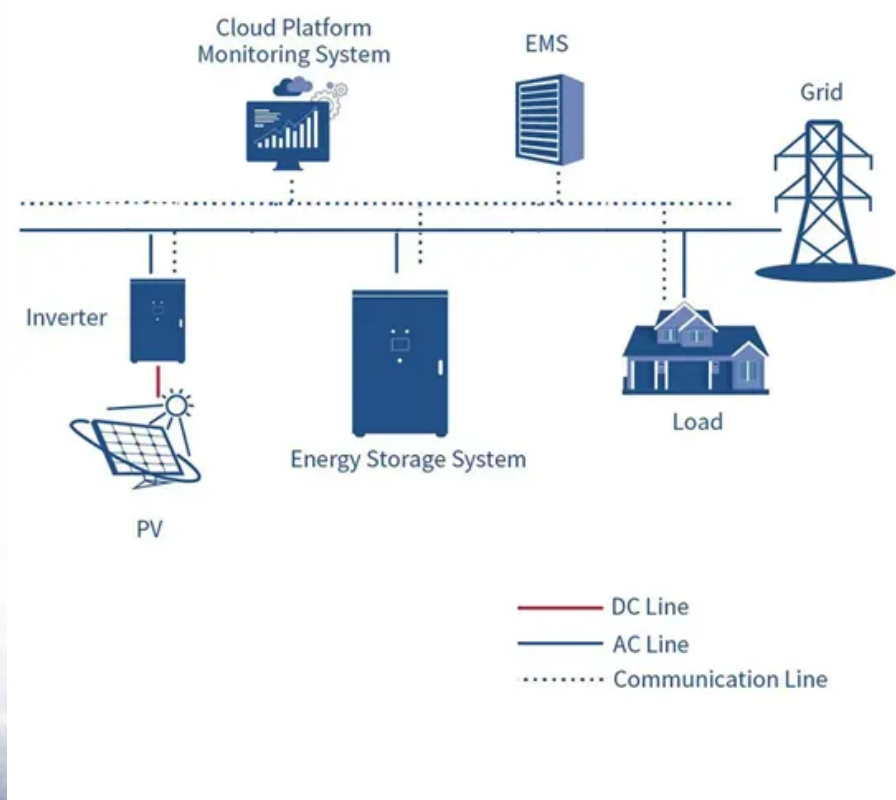 Cloud Platform
Monitoring System
EMS
Grid
Inverter
Load
Energy Storage System
PV
DC Line
AC Line
Communication Line